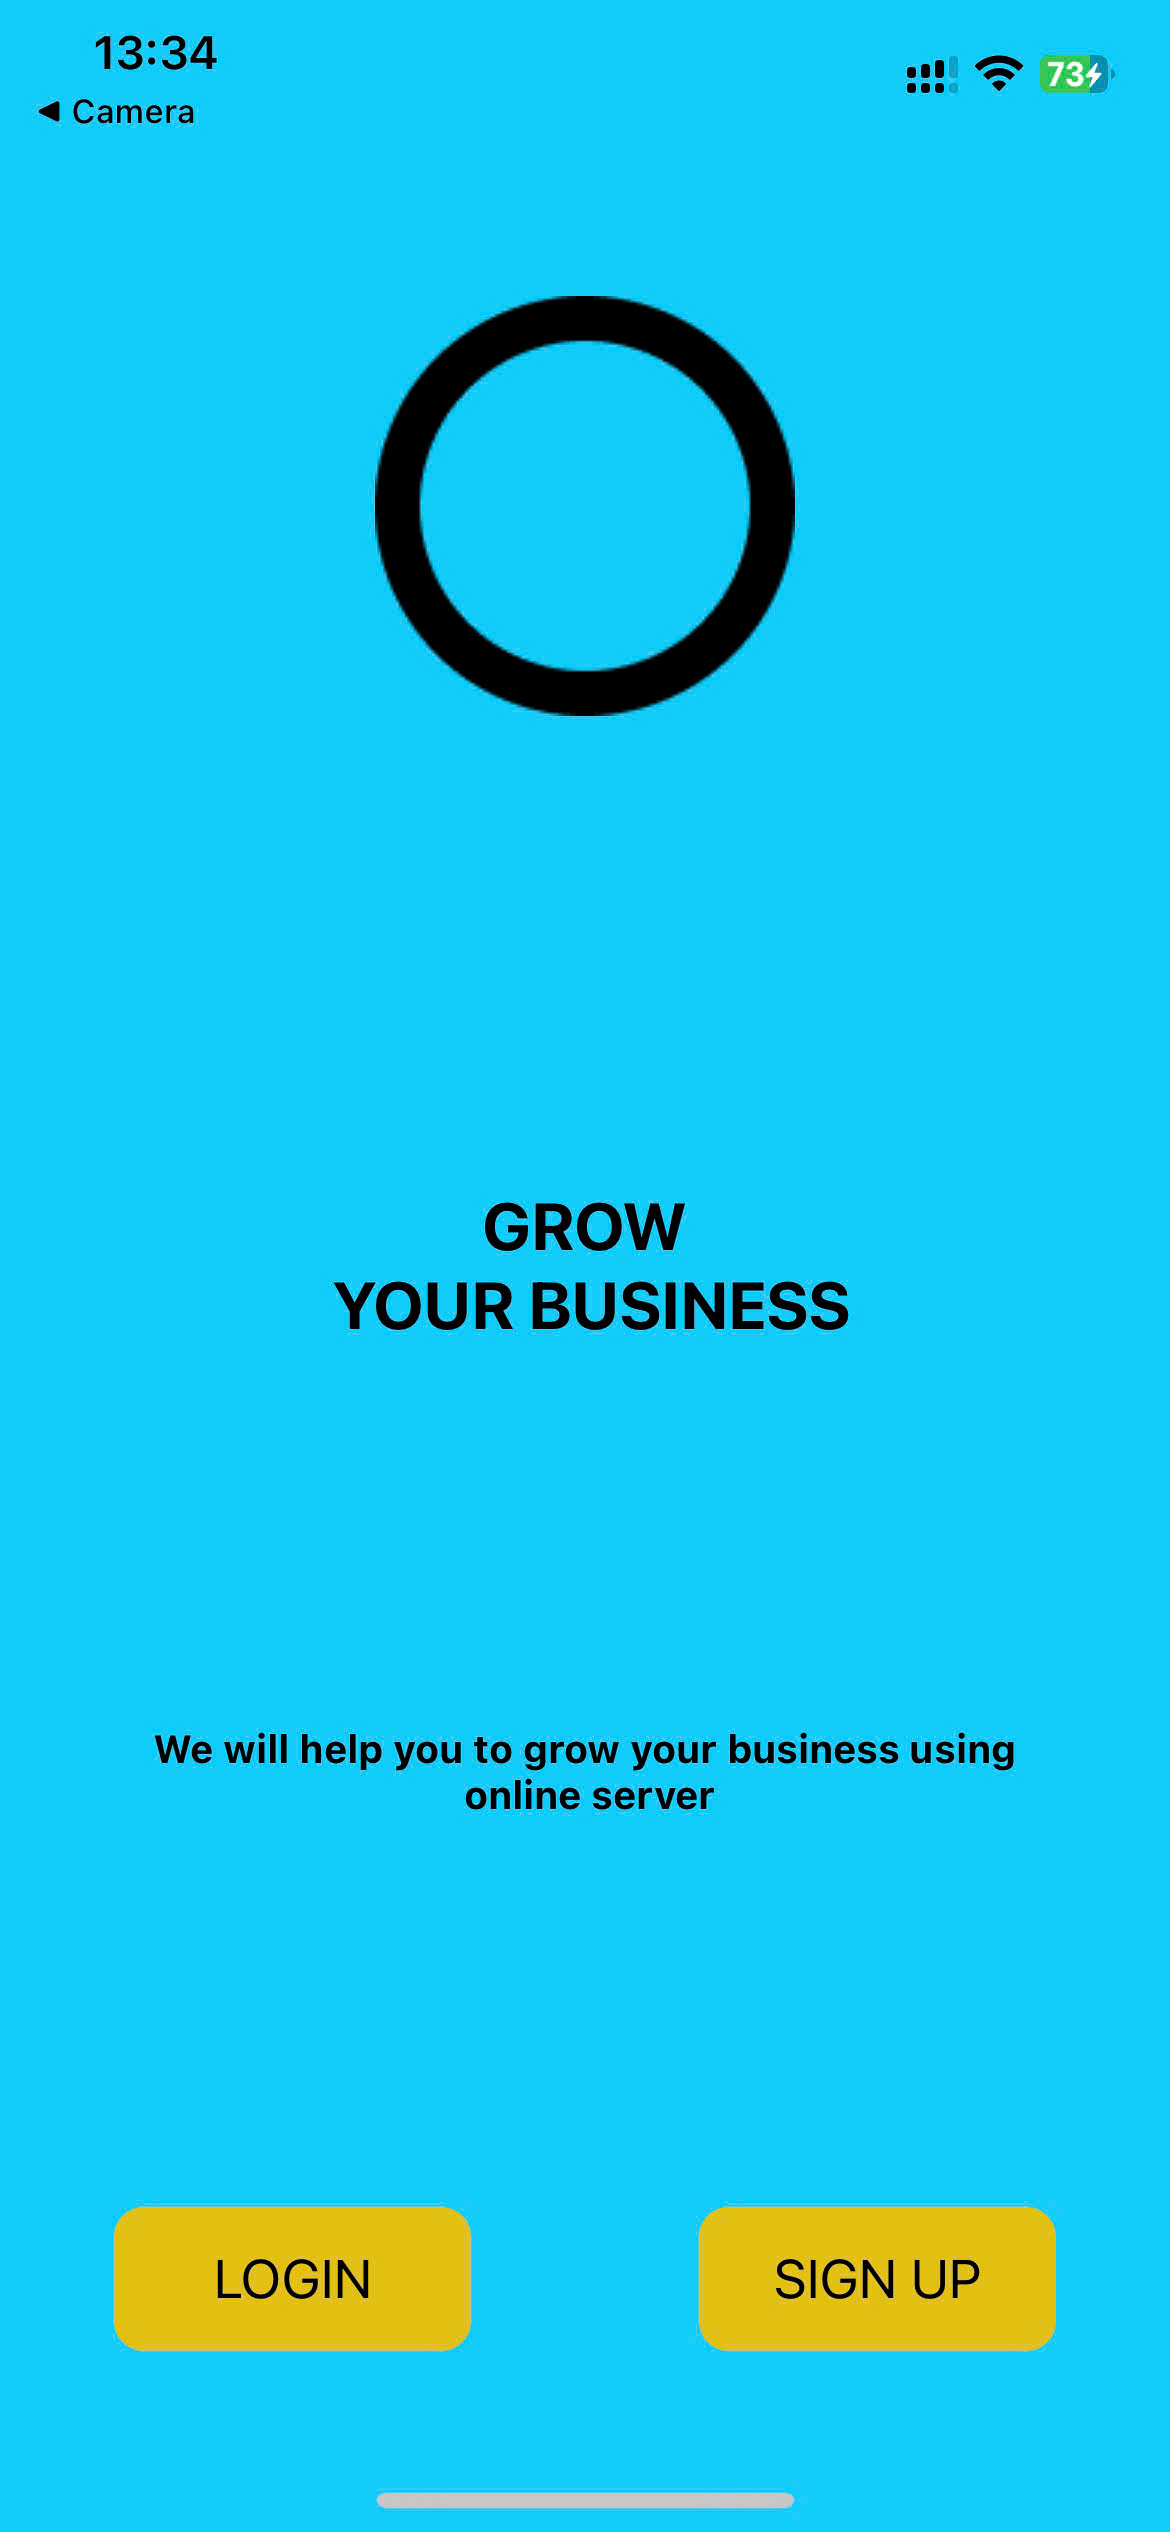 13:34
73
Camera
GROW
YOUR BUSINESS
We will help you to grow your business using
online server
LOGIN
SIGN UP